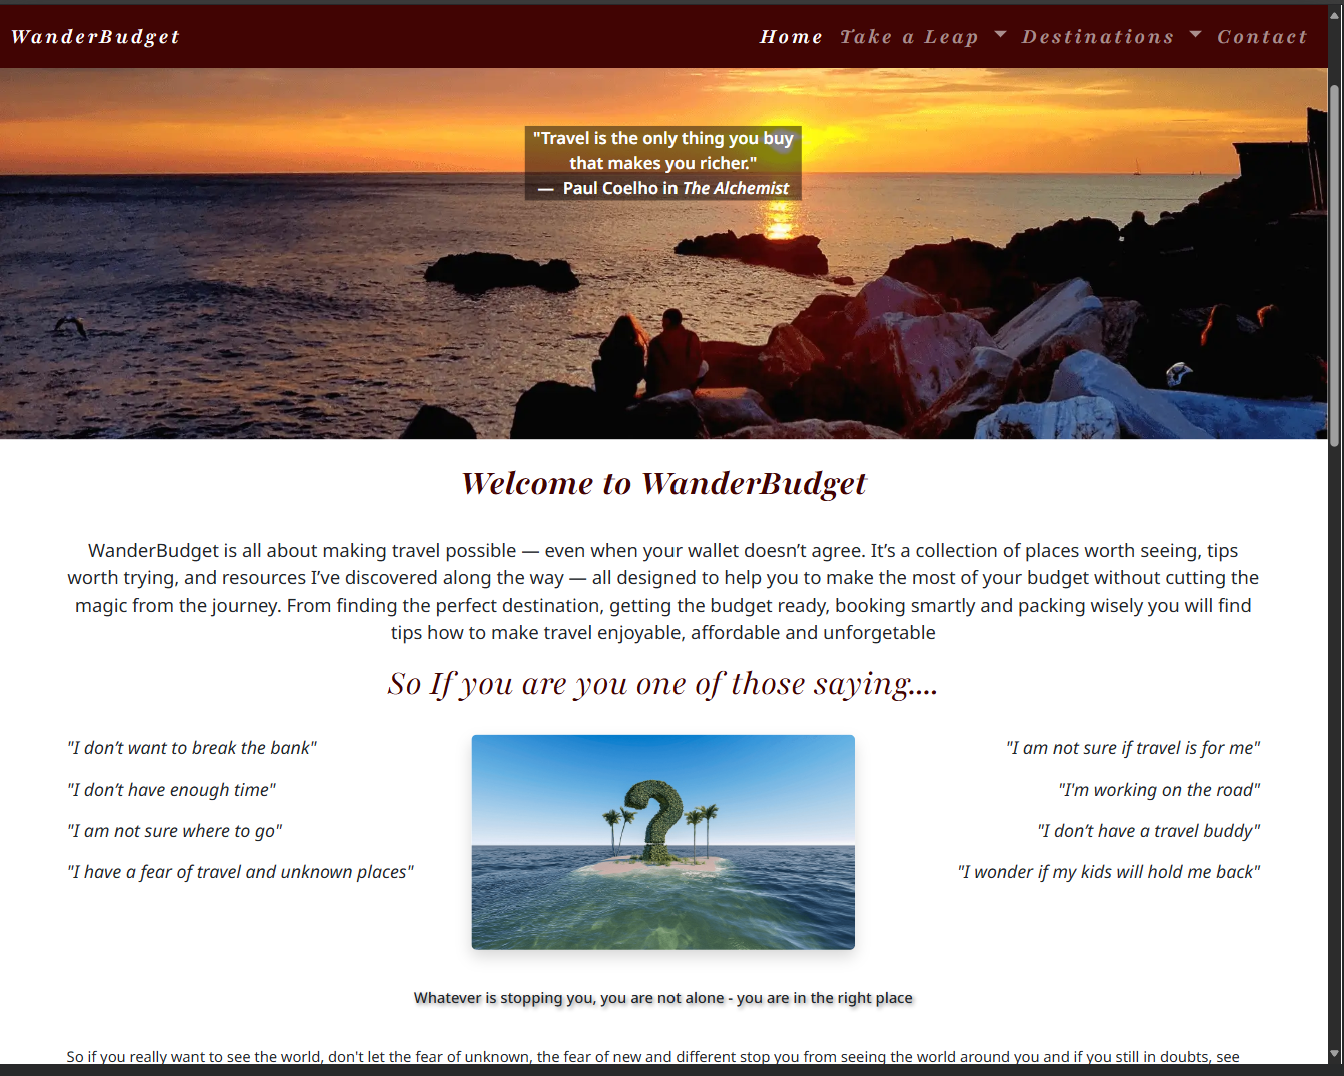 WanderBudget
Home Take a Leap Destinations Contact
"Travel is the only thing you buy
that makes you richer."
— Paul Coelho in The Alchemist
Welcome to WanderBudget
WanderBudget is all about making travel possible — even when your wallet doesn’t agree. It’s a collection of places worth seeing, tips
worth trying, and resources I’ve discovered along the way — all designed to help you to make the most of your budget without cutting the
magic from the journey. From finding the perfect destination, getting the budget ready, booking smartly and packing wisely you will find
tips how to make travel enjoyable, affordable and unforgetable
So If you are you one of those saying....
"I don’t want to break the bank"
"I don’t have enough time"
"I am not sure where to go"
"I have a fear of travel and unknown places"
"I am not sure if travel is for me"
"I'm working on the road"
"I don’t have a travel buddy"
"I wonder if my kids will hold me back"
Whatever is stopping you, you are not alone - you are in the right place
So if you really want to see the world, don't let the fear of unknown, the fear of new and different stop you from seeing the world around you and if you still in doubts, see